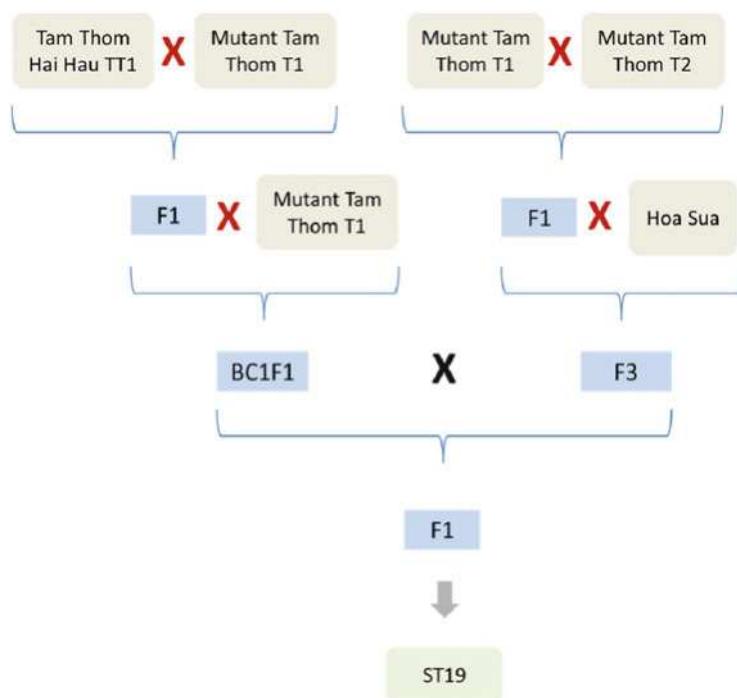 Tam Thom
Hai Hau TT1
X
Mutant Tam
Thom T1
Mutant Tam
Thom T1
X
Mutant Tam
Thom T2
F1
X
Mutant Tam
Thom T1
F1
X
Hoa Sua
BC1F1
X
F3
F1
ST19